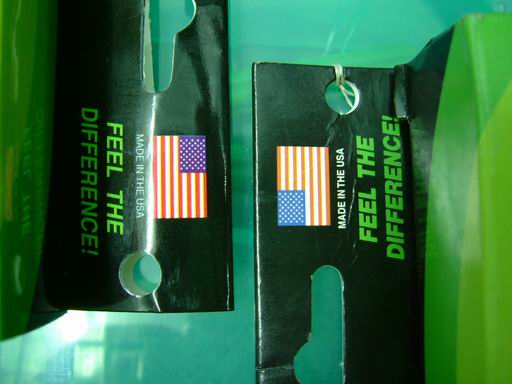 MADE IN THE USA
FEEL THE
DIFFERENCE!
MADE IN THE USA
FEEL THE
DIFFERENCE!